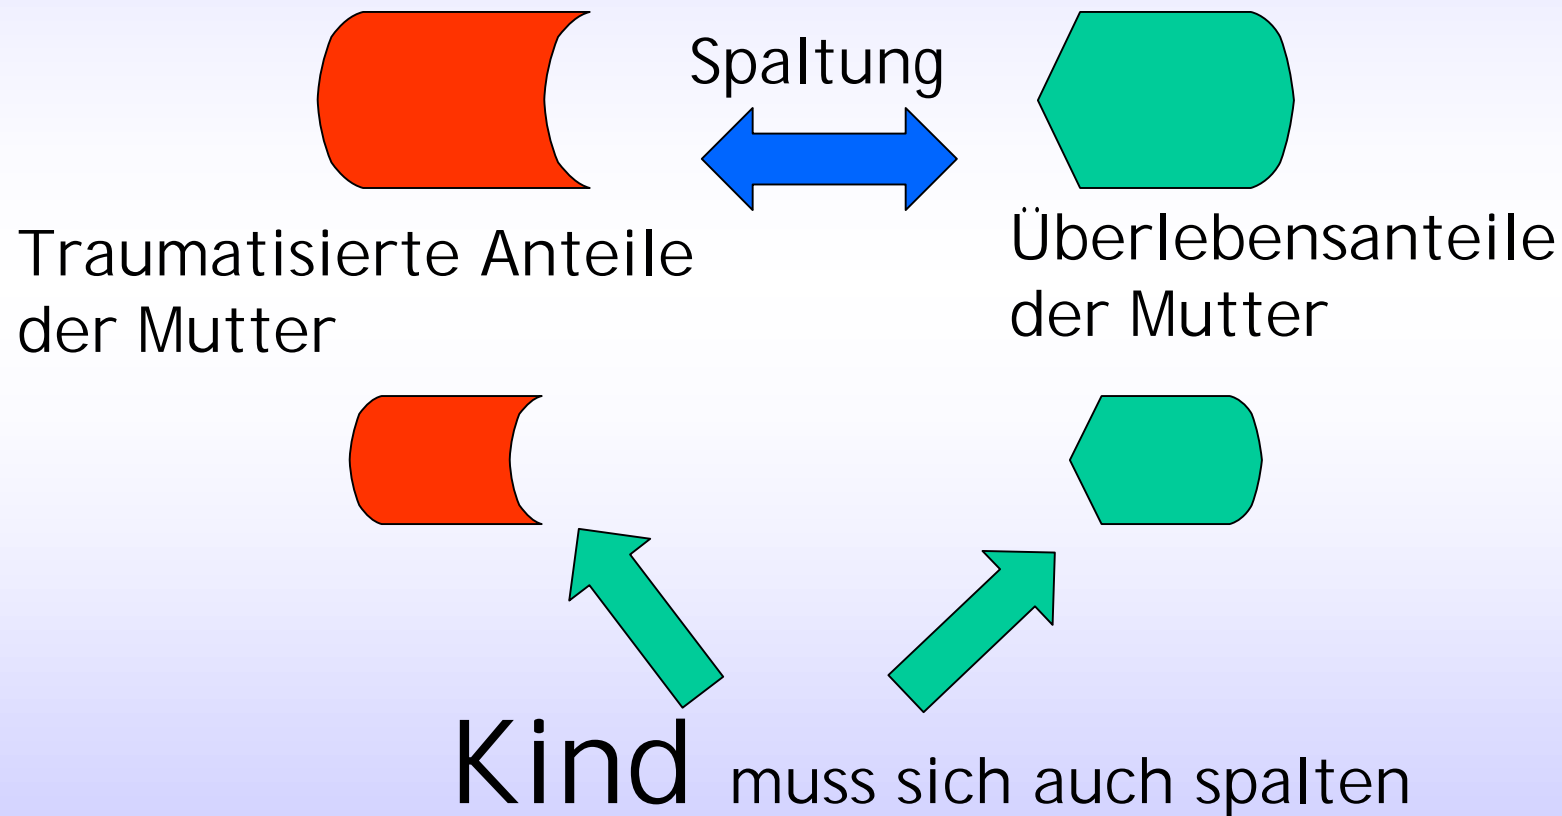 Spaltung
Traumatisierte Anteile
der Mutter
Überlebensanteile
der Mutter
Kind muss sich auch spalten